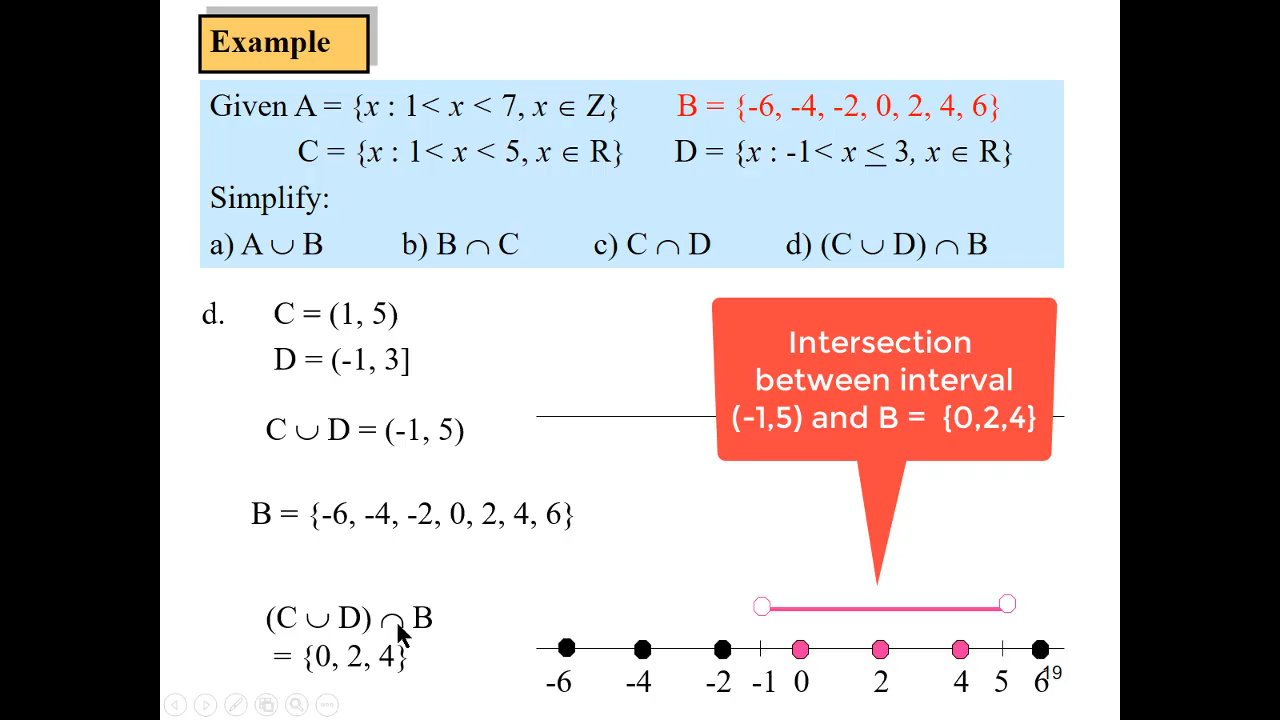 Example
Given A = {x : 1< x < 7, x ∈ Z} B = {-6, -4, -2, 0, 2, 4, 6}
C = {x : 1< x < 5, x ∈ R} D = {x : -1< x ≤ 3, x ∈ R}
Simplify:
a) A ∪ B b) B ∩ C c) C ∩ D d) (C ∪ D) ∩ B
d. C = (1, 5)
D = (-1, 3]
C ∪ D = (-1, 5)
B = {-6, -4, -2, 0, 2, 4, 6}
(C ∪ D) ∩ B
= {0, 2, 4}
Intersection
between interval
(-1,5) and B = {0,2,4}
-6 -4 -2 -1 0 2 4 5 6
19